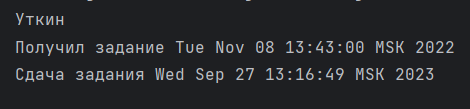 Уткин
Получил задание Tue Nov 08 13:43:00 MSK 2022
Сдача задания Wed Sep 27 13:16:49 MSK 2023